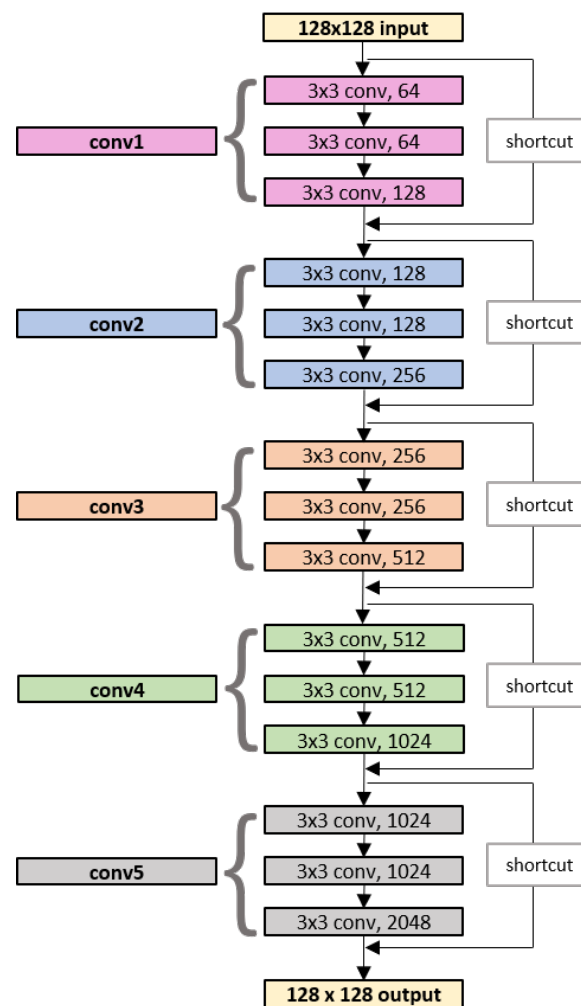 128x128 input
3x3 conv, 64
conv1
3x3 conv, 64
shortcut
3x3 conv, 128
3x3 conv, 128
conv2
3x3 conv, 128
shortcut
3x3 conv, 256
3x3 conv, 256
conv3
3x3 conv, 256
shortcut
3x3 conv, 512
3x3 conv, 512
conv4
3x3 conv, 512
shortcut
3x3 conv, 1024
3x3 conv, 1024
conv5
3x3 conv, 1024
shortcut
3x3 conv, 2048
128 x 128 output